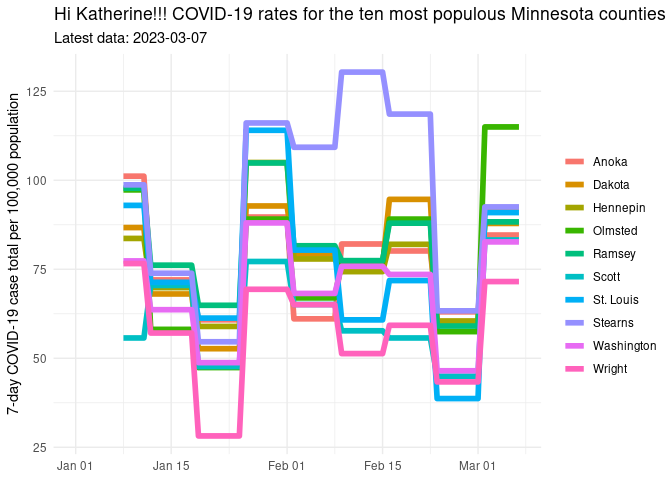 Hi Katherine!!! COVID-19 rates for the ten most populous Minnesota counties
Latest data: 2023-03-07
7-day COVID-19 case total per 100,000 population
125
100
75
50
25
Jan 01
Jan 15
Feb 01
Feb 15
Mar 01
Anoka
Dakota
Hennepin
Olmsted
Ramsey
Scott
St. Louis
Stearns
Washington
Wright